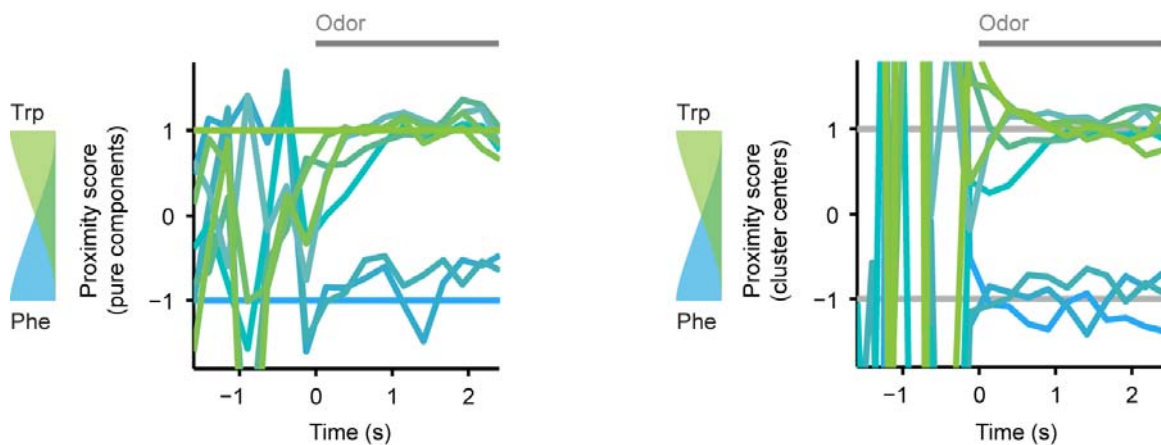 Odor
Trp
Phe
Proximity score
(pure components)
1
0
−1
−1 0 1 2
Time (s)
Odor
Trp
Phe
Proximity score
(cluster centers)
1
0
−1
−1 0 1 2
Time (s)